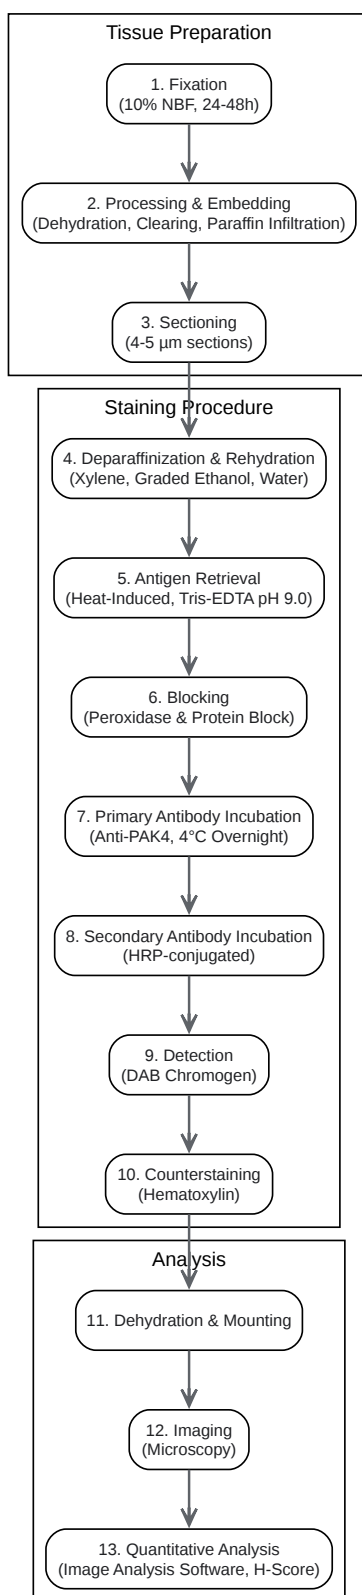 Tissue Preparation
1. Fixation
(10% NBF, 24-48h)
2. Processing & Embedding
(Dehydration, Clearing, Paraffin Infiltration)
3. Sectioning
(4-5 µm sections)
Staining Procedure
4. Deparaffinization & Rehydration
(Xylene, Graded Ethanol, Water)
5. Antigen Retrieval
(Heat-Induced, Tris-EDTA pH 9.0)
6. Blocking
(Peroxidase & Protein Block)
7. Primary Antibody Incubation
(Anti-PAK4, 4°C Overnight)
8. Secondary Antibody Incubation
(HRP-conjugated)
9. Detection
(DAB Chromogen)
10. Counterstaining
(Hematoxylin)
Analysis
11. Dehydration & Mounting
12. Imaging
(Microscopy)
13. Quantitative Analysis
(Image Analysis Software, H-Score)